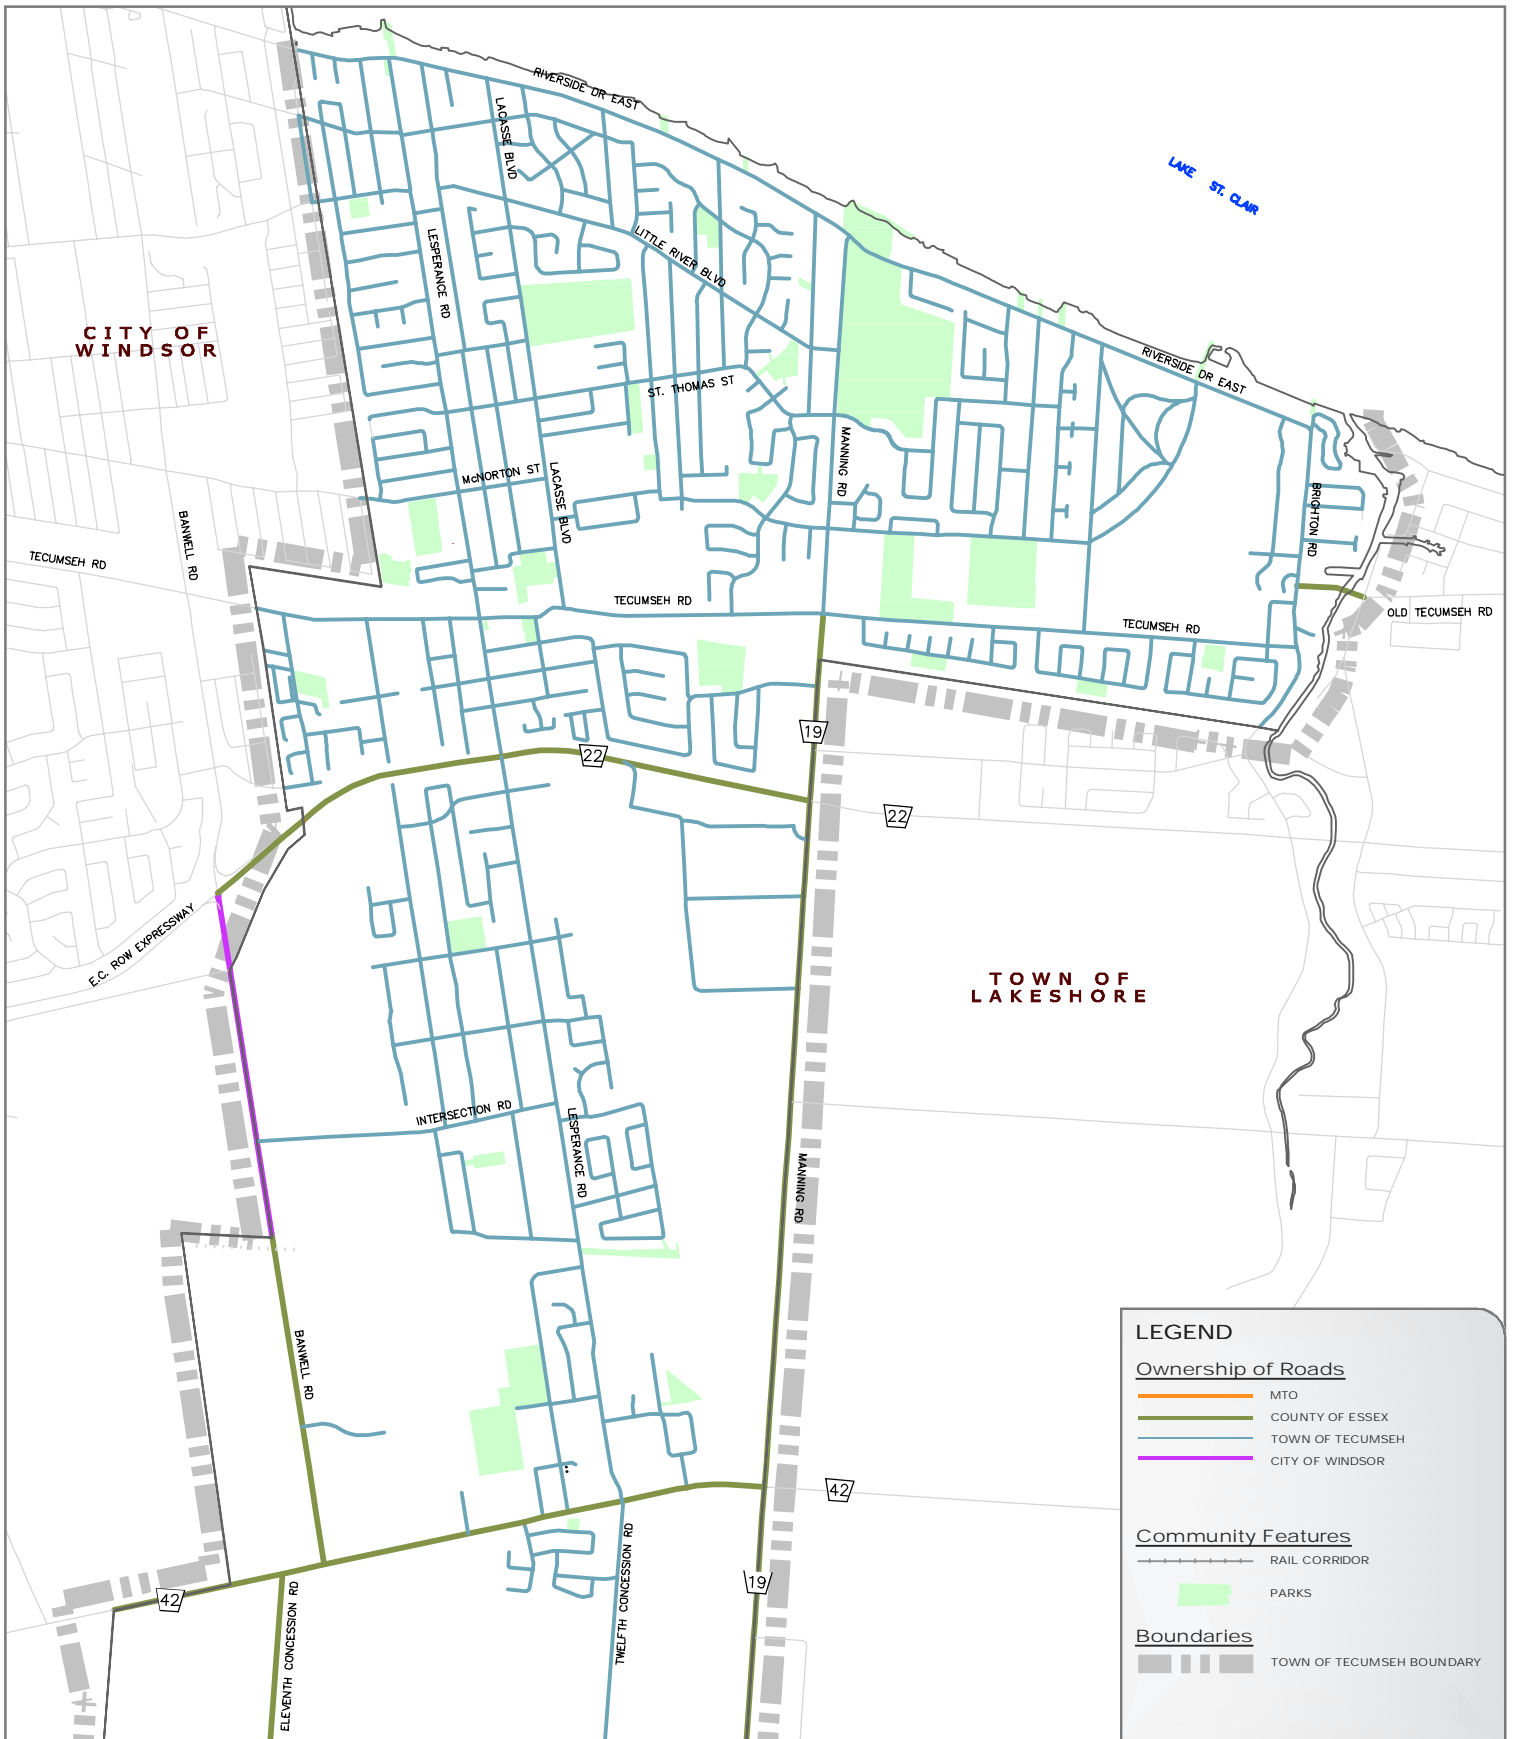 RIVERSIDE DR EAST
LACASSE BLVD
LAKE ST. CLAIR
LESPERANCE RD
LITTLE RIVER BLVD
CITY OF
WINDSOR
RIVERSIDE DR EAST
ST. THOMAS ST
MANNING RD
McNORTON ST
LACASSE BLVD
BRIGHTON RD
BANWELL RD
TECUMSEH RD
TECUMSEH RD
OLD TECUMSEH RD
TECUMSEH RD
19
22
22
E.C. ROW EXPRESSWAY
TOWN OF
LAKESHORE
INTERSECTION RD
LESPERANCE RD
MANNING RD
BANWELL RD
42
42
19
ELEVENTH CONCESSION RD
TWELFTH CONCESSION RD
LEGEND
Ownership of Roads
MTO
COUNTY OF ESSEX
TOWN OF TECUMSEH
CITY OF WINDSOR
Community Features
RAIL CORRIDOR
PARKS
Boundaries
TOWN OF TECUMSEH BOUNDARY